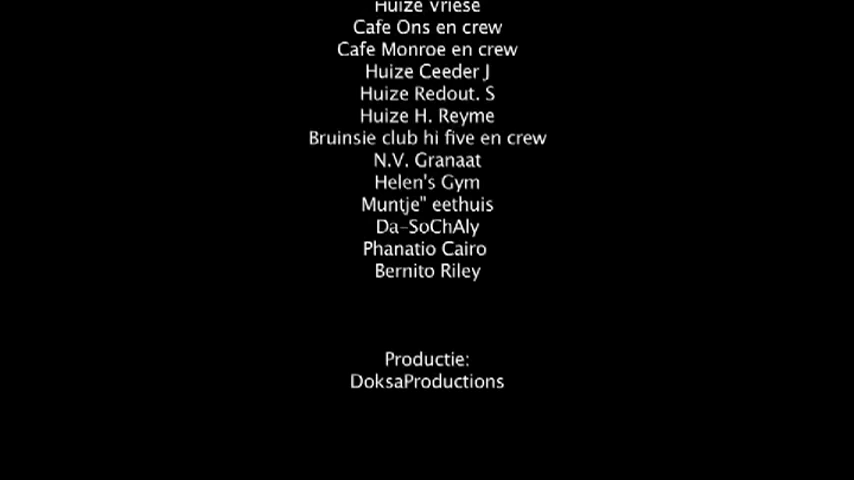 Huize Vriese
Cafe Ons en crew
Cafe Monroe en crew
Huize Ceeder J
Huize Redout. S
Huize H. Reyme
Bruinsie club hi five en crew
N.V. Granaat
Helen's Gym
Muntje" eethuis
Da-SoChAly
Phanatio Cairo
Bernito Riley
Productie:
DoksaProductions